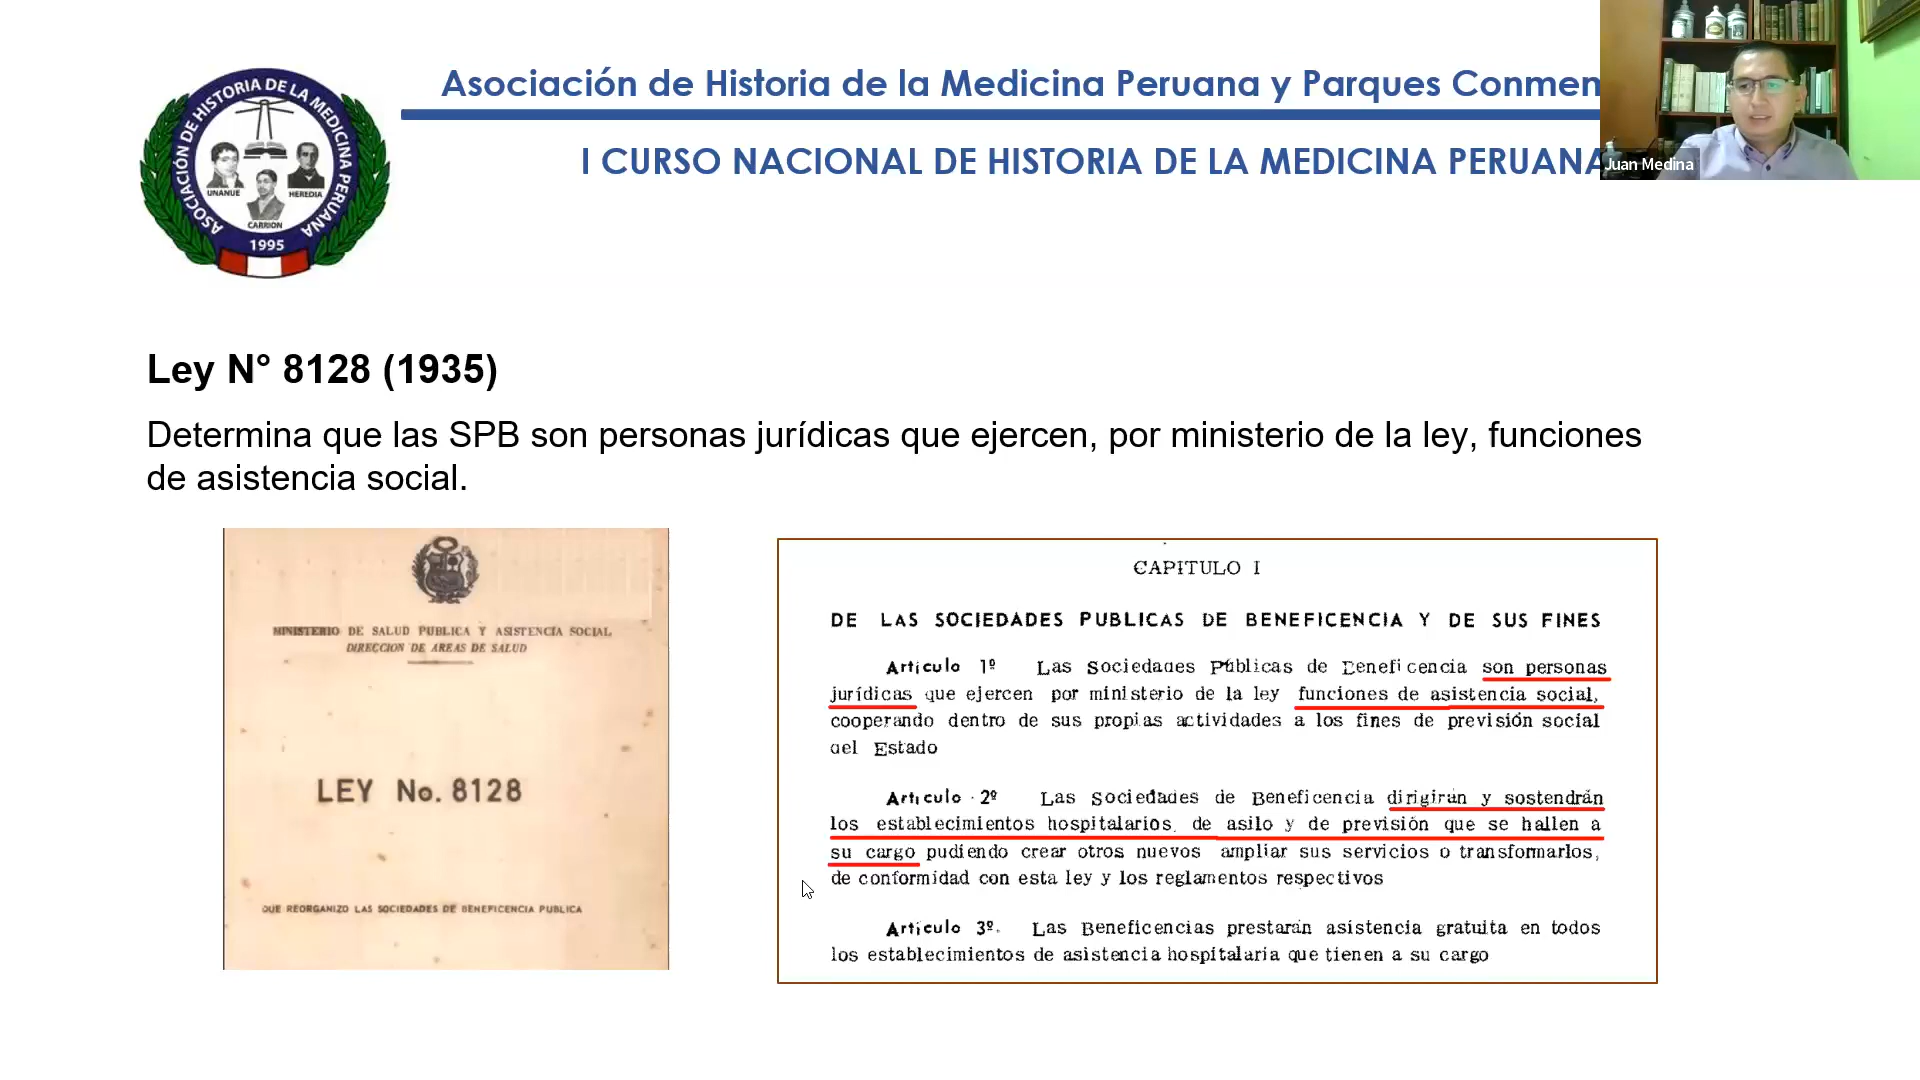 ASOCIACIÓN DE HISTORIA DE LA MEDICINA PERUANA
UNANUE
HEREDIA
CARRION
1995
Asociación de Historia de la Medicina Peruana y Parques Conmen
I CURSO NACIONAL DE HISTORIA DE LA MEDICINA PERUANA
Juan Medina
Ley N° 8128 (1935)
Determina que las SPB son personas jurídicas que ejercen, por ministerio de la ley, funciones
de asistencia social.
MINISTERIO DE SALUD PUBLICA Y ASISTENCIA SOCIAL
DIRECCION DE AREAS DE SALUD
LEY No. 8128
QUE REORGANIZO LAS SOCIEDADES DE BENEFICENCIA PUBLICA
CAPITULO I
DE LAS SOCIEDADES PUBLICAS DE BENEFICENCIA Y DE SUS FINES
Artículo 1º Las Sociedades Públicas de Beneficencia son personas
jurídicas que ejercen por ministerio de la ley funciones de asistencia social,
cooperando dentro de sus propias actividades a los fines de previsión social
del Estado
Artículo 2º Las Sociedades de Beneficencia dirigirán y sostendrán
los establecimientos hospitalarios, de asilo y de previsión que se hallen a
su cargo pudiendo crear otros nuevos ampliar sus servicios o transformarlos,
de conformidad con esta ley y los reglamentos respectivos
Artículo 3º. Las Beneficencias prestarán asistencia gratuita en todos
los establecimientos de asistencia hospitalaria que tienen a su cargo